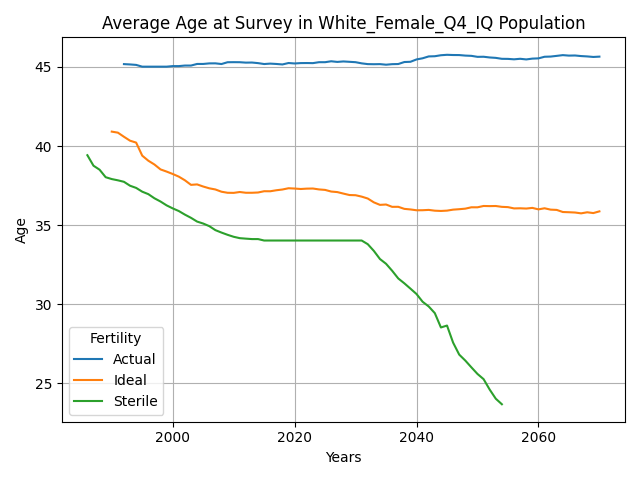 Average Age at Survey in White_Female_Q4_IQ Population
Age
45
40
35
30
25
Fertility
Actual
Ideal
Sterile
2000
2020
2040
2060
Years